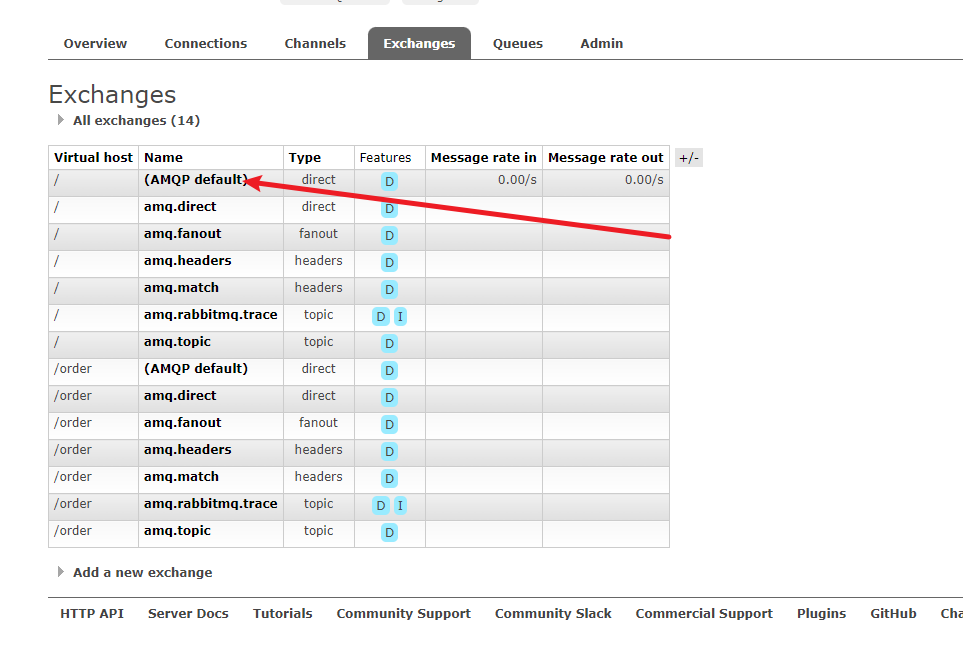 Overview Connections Channels Exchanges Queues Admin
Exchanges
All exchanges (14)
Virtual host Name Type Features Message rate in Message rate out +/-
/ (AMQP default) direct D 0.00/s 0.00/s
/ amq.direct direct D
/ amq.fanout fanout D
/ amq.headers headers D
/ amq.match headers D
/ amq.rabbitmq.trace topic D I
/ amq.topic topic D
/order (AMQP default) direct D
/order amq.direct direct D
/order amq.fanout fanout D
/order amq.headers headers D
/order amq.match headers D
/order amq.rabbitmq.trace topic D I
/order amq.topic topic D
Add a new exchange
HTTP API Server Docs Tutorials Community Support Community Slack Commercial Support Plugins GitHub